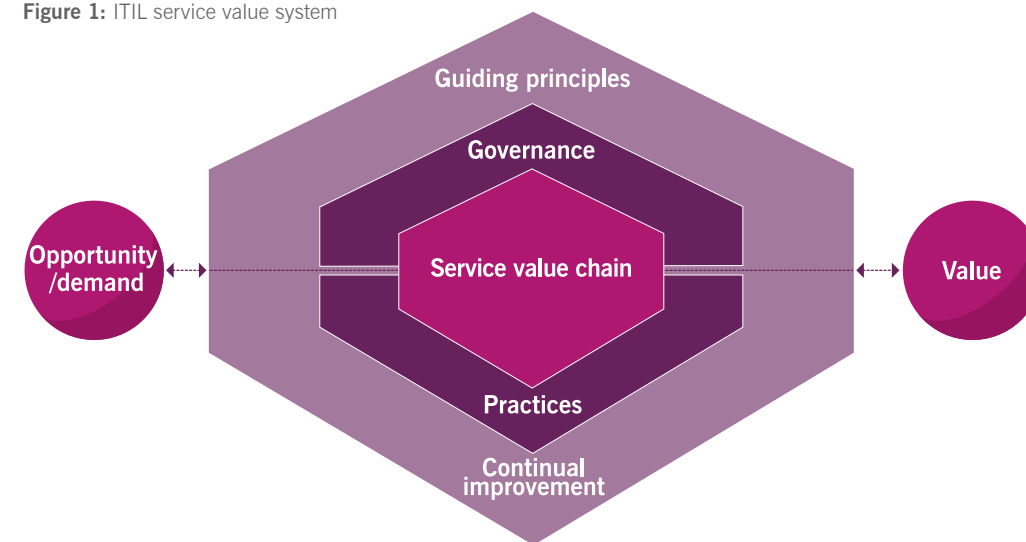 Figure 1: ITIL service value system
Guiding principles
Governance
Opportunity
/demand
Service value chain
Value
Practices
Continual
improvement